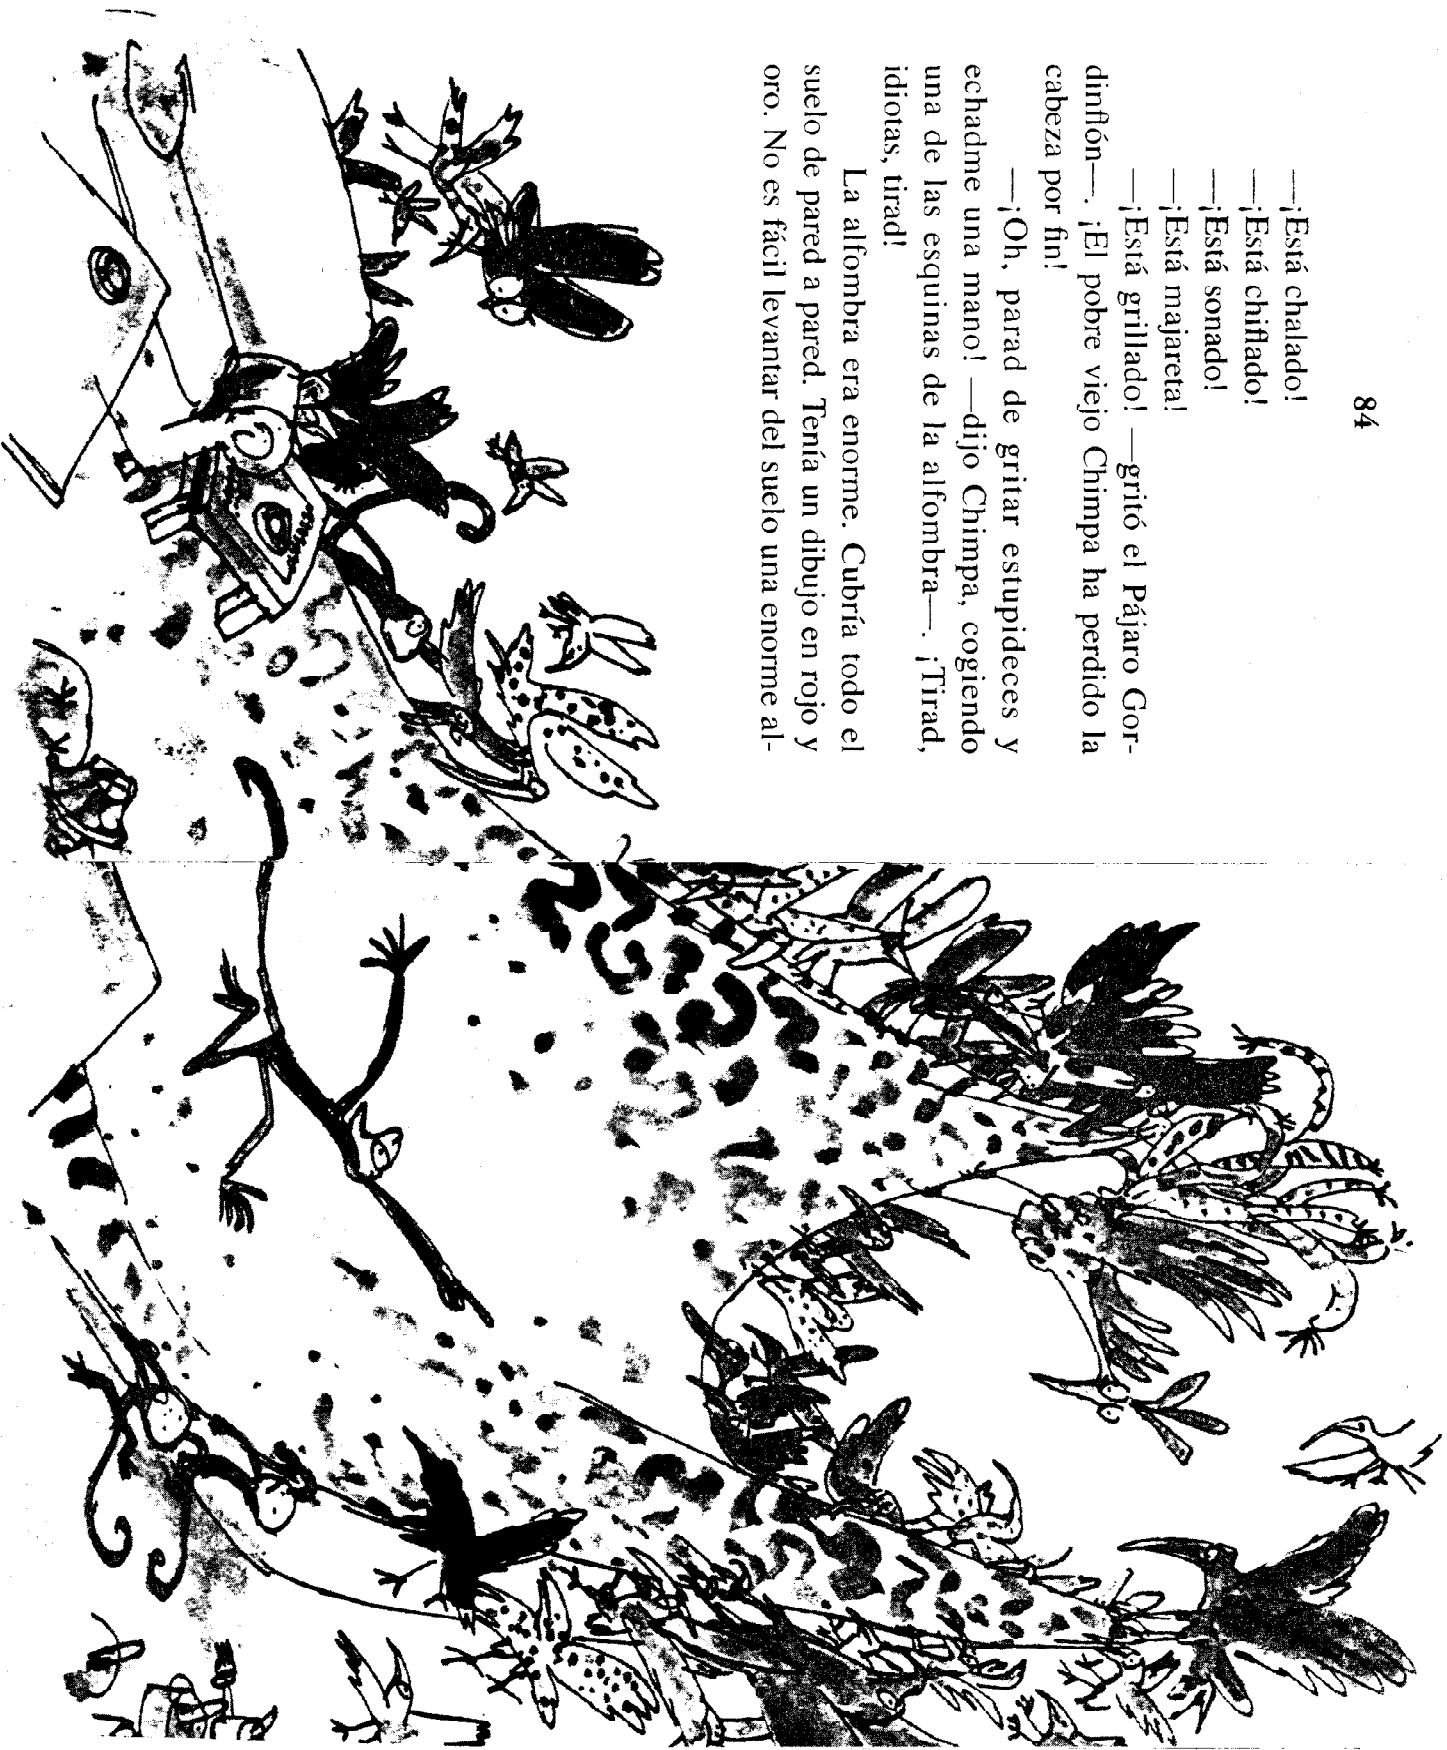 84
—¡Está chalado!
—¡Está chiflado!
—¡Está sonado!
—¡Está majareta!
—¡Está grillado! —gritó el Pájaro Gor-
dinflón—. ¡El pobre viejo Chimpa ha perdido la
cabeza por fin!
—¡Oh, parad de gritar estupideces y
echadme una mano! —dijo Chimpa, cogiendo
una de las esquinas de la alfombra—. ¡Tirad,
idiotas, tirad!
La alfombra era enorme. Cubría todo el
suelo de pared a pared. Tenía un dibujo en rojo y
oro. No es fácil levantar del suelo una enorme al-